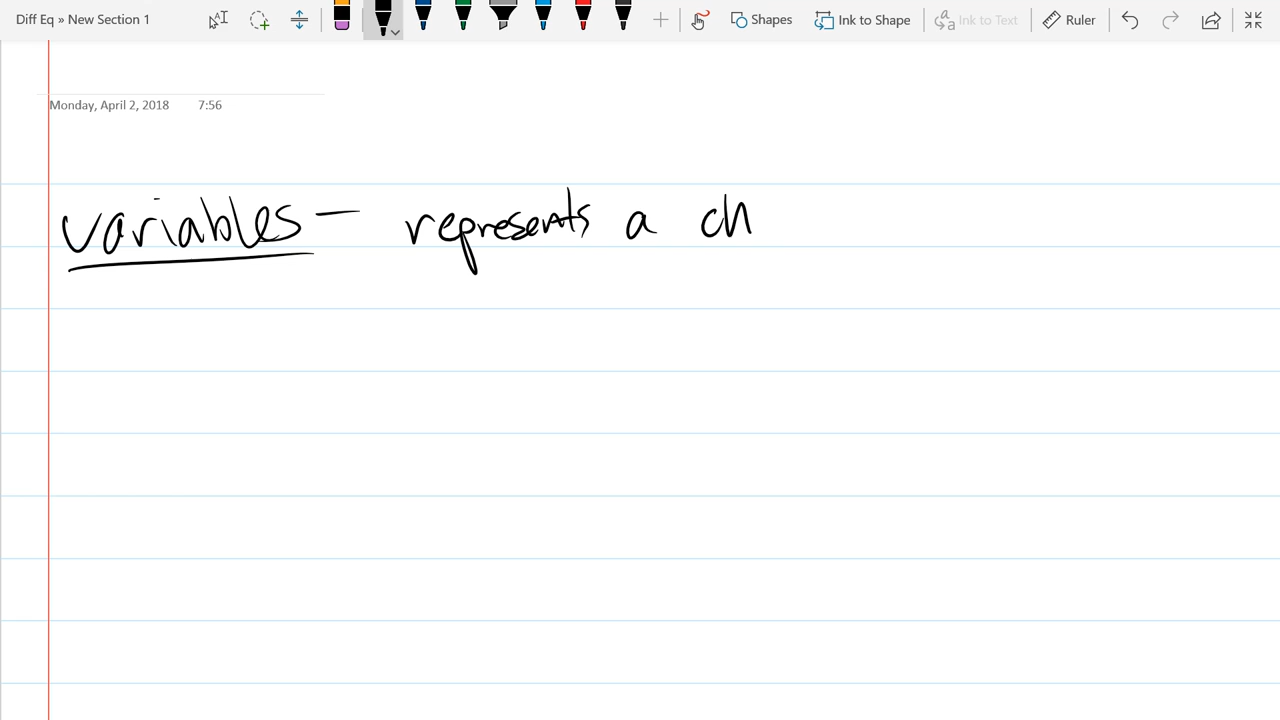 Diff Eq » New Section 1
Shapes
Ink to Shape
Ink to Text
Ruler
Monday, April 2, 2018 7:56
variables — represents a ch